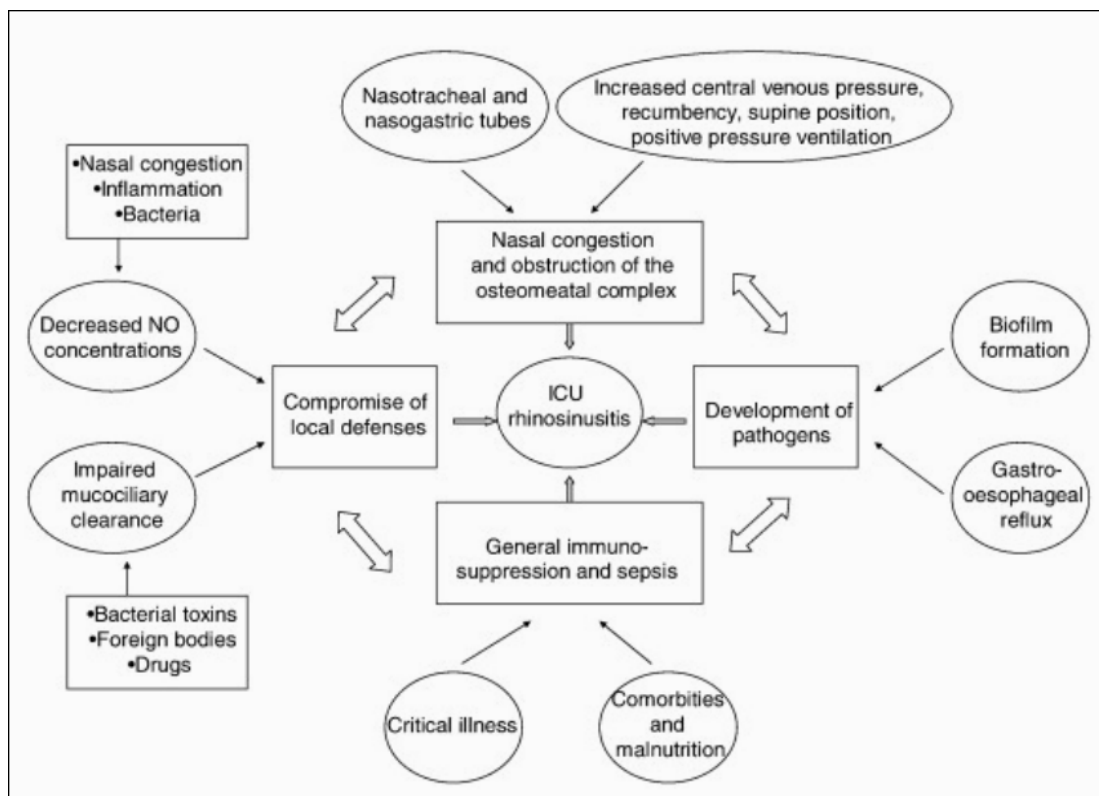 Nasotracheal and
nasogastric tubes
Increased central venous pressure,
recumbency, supine position,
positive pressure ventilation
•Nasal congestion
•Inflammation
•Bacteria
Nasal congestion
and obstruction of the
osteomeatal complex
Decreased NO
concentrations
Biofilm
formation
Compromise of
local defenses
ICU
rhinosinusitis
Development of
pathogens
Impaired
mucociliary
clearance
Gastro-
oesophageal
reflux
General immuno-
suppression and sepsis
•Bacterial toxins
•Foreign bodies
•Drugs
Critical illness
Comorbities
and
malnutrition